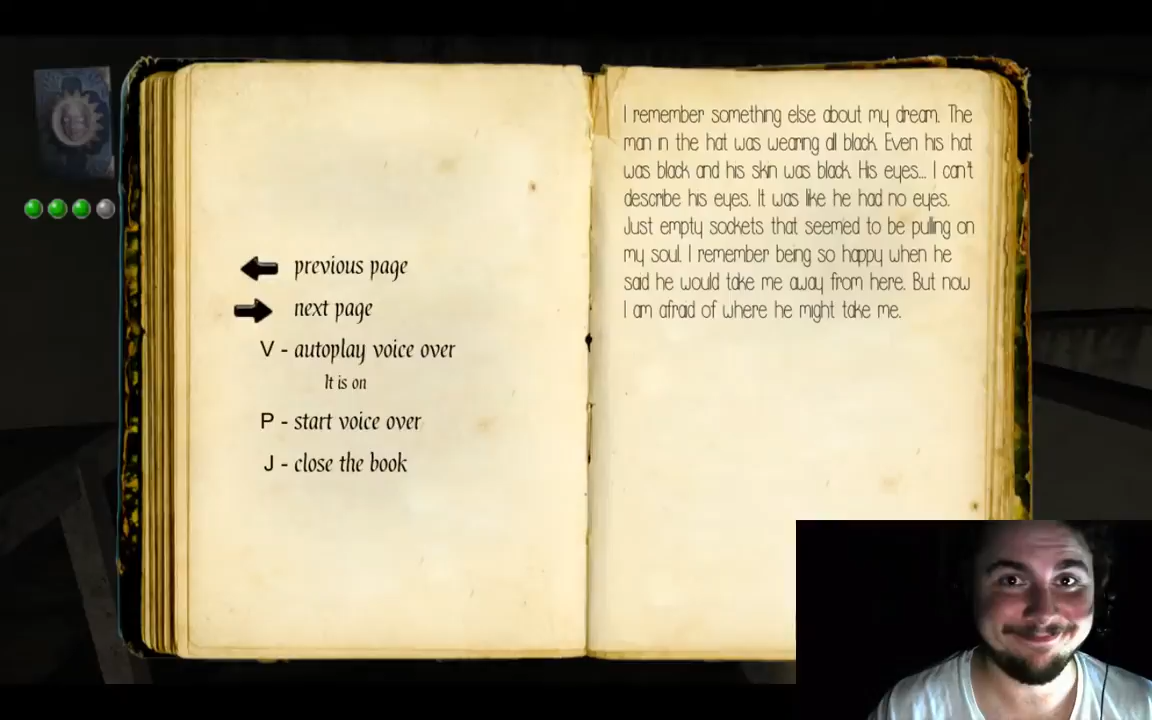 previous page
next page
V - autoplay voice over
It is on
P - start voice over
J - close the book
I remember something else about my dream. The
man in the hat was wearing all black. Even his hat
was black and his skin was black. His eyes... I can't
describe his eyes. It was like he had no eyes.
Just empty sockets that seemed to be pulling on
my soul. I remember being so happy when he
said he would take me away from here. But now
I am afraid of where he might take me.